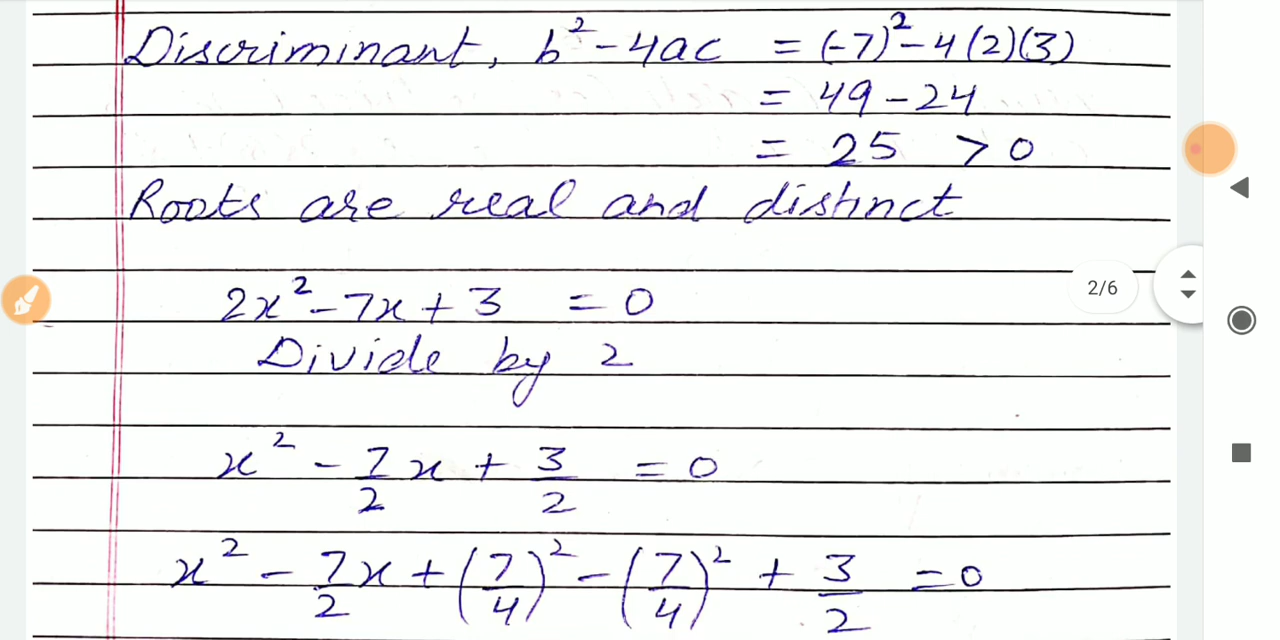 Discriminant, b² - 4ac = (-7)² - 4(2)(3)
= 49 - 24
= 25 > 0
Roots are real and distinct
2x² - 7x + 3 = 0
2/6
Divide by 2
x² - 7/2 x + 3/2 = 0
x² - 7/2 x + (7/4)² - (7/4)² + 3/2 = 0